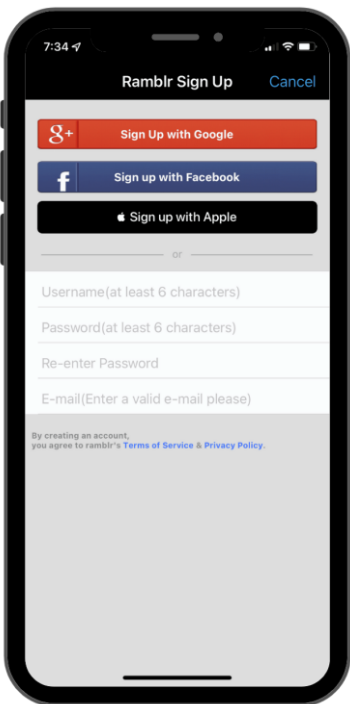 7:34
Ramblr Sign Up Cancel
g+ Sign Up with Google
f Sign up with Facebook
Sign up with Apple
or
Username(at least 6 characters)
Password(at least 6 characters)
Re-enter Password
E-mail(Enter a valid e-mail please)
By creating an account,
you agree to ramblr's Terms of Service & Privacy Policy.